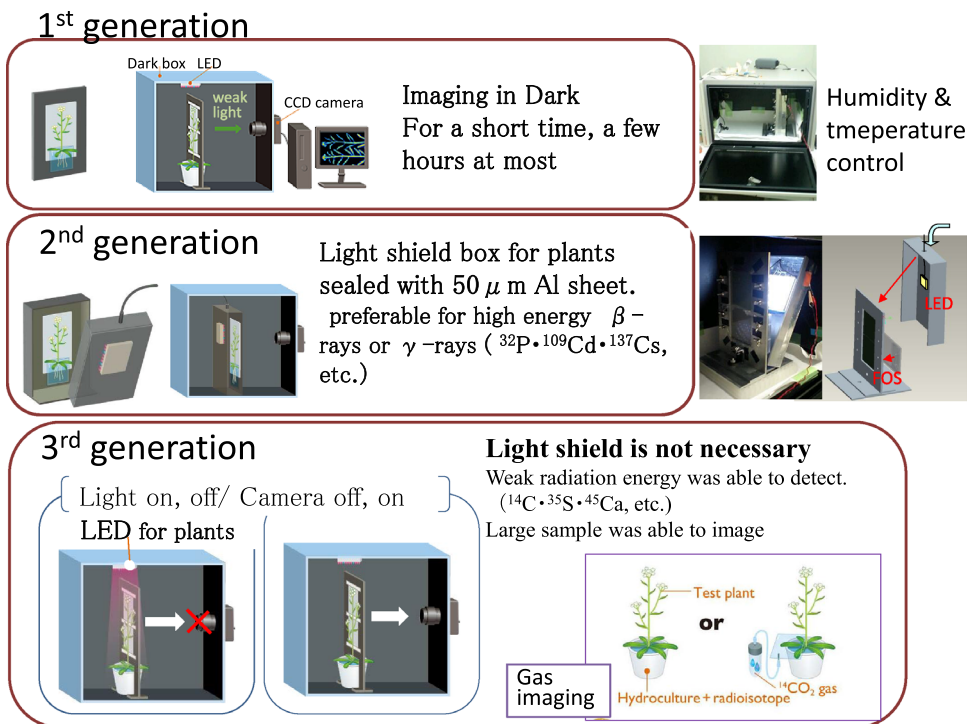 1st generation
Dark box LED
weak
light
CCD camera
Imaging in Dark
For a short time, a few
hours at most
Humidity &
tmeperature
control
2nd generation
Light shield box for plants
sealed with 50 μm Al sheet.
preferable for high energy β-
rays or γ-rays ( ³²P・¹⁰⁹Cd・¹³⁷Cs,
etc.)
LED
FOS
3rd generation
Light on, off/ Camera off, on
LED for plants
Light shield is not necessary
Weak radiation energy was able to detect.
(¹⁴C・³⁵S・⁴⁵Ca, etc.)
Large sample was able to image
Test plant
or
Gas
imaging
Hydroculture + radioisotope
¹⁴CO₂ gas